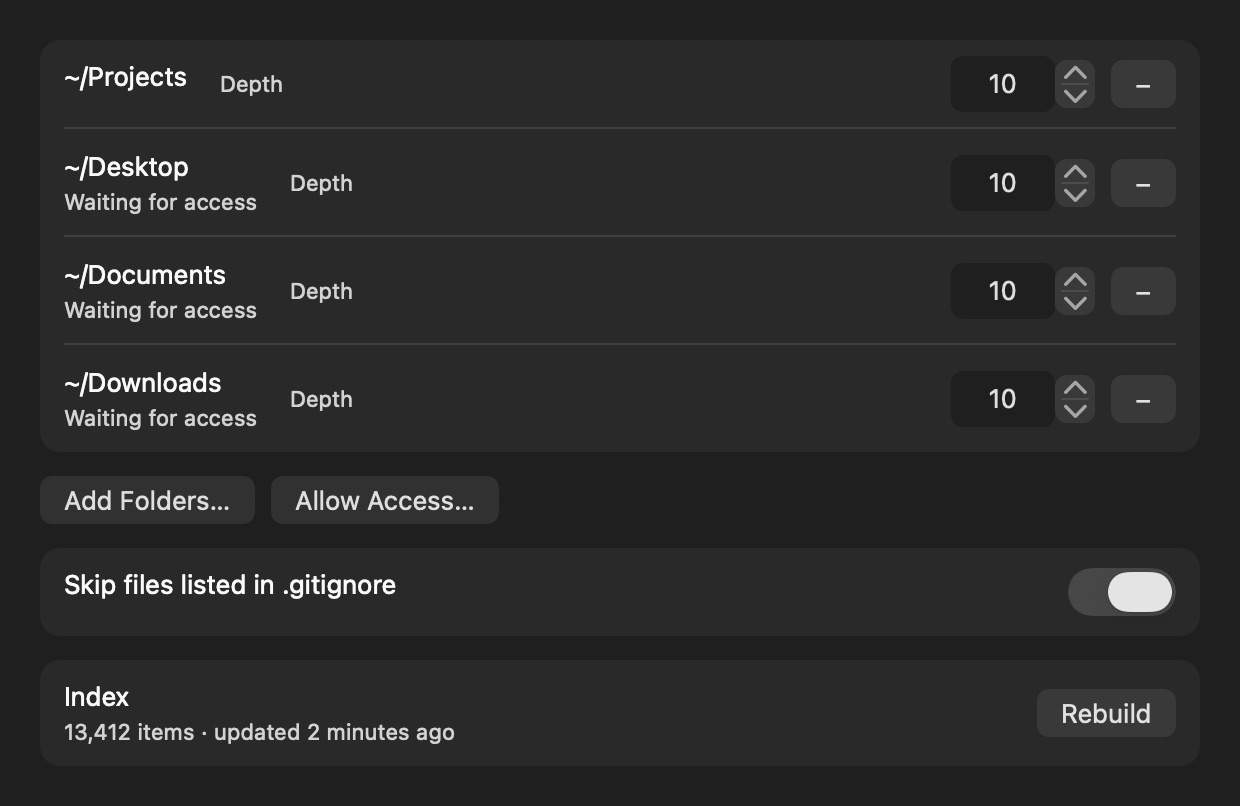 ~/Projects Depth 10 –
~/Desktop
Waiting for access Depth 10 –
~/Documents
Waiting for access Depth 10 –
~/Downloads
Waiting for access Depth 10 –
Add Folders... Allow Access...
Skip files listed in .gitignore
Index
13,412 items · updated 2 minutes ago
Rebuild